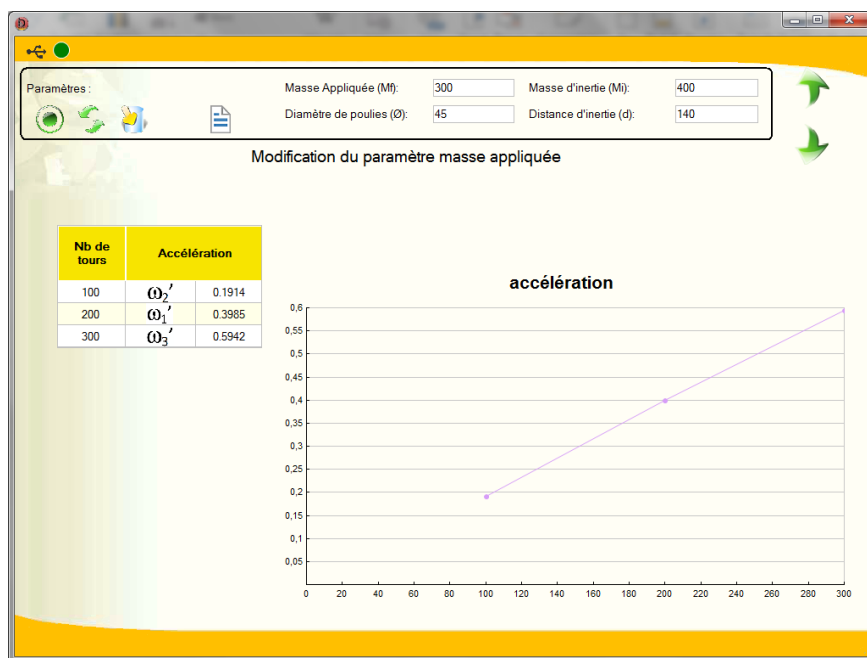 Paramètres :
Masse Appliquée (Mf): 300 Masse d'inertie (Mi): 400
Diamètre de poulies (Ø): 45 Distance d'inertie (d): 140
Modification du paramètre masse appliquée
Nb de tours Accélération
100 ω₂' 0.1914
200 ω₁' 0.3985
300 ω₃' 0.5942
accélération
0,6
0,55
0,5
0,45
0,4
0,35
0,3
0,25
0,2
0,15
0,1
0,05
0 20 40 60 80 100 120 140 160 180 200 220 240 260 280 300